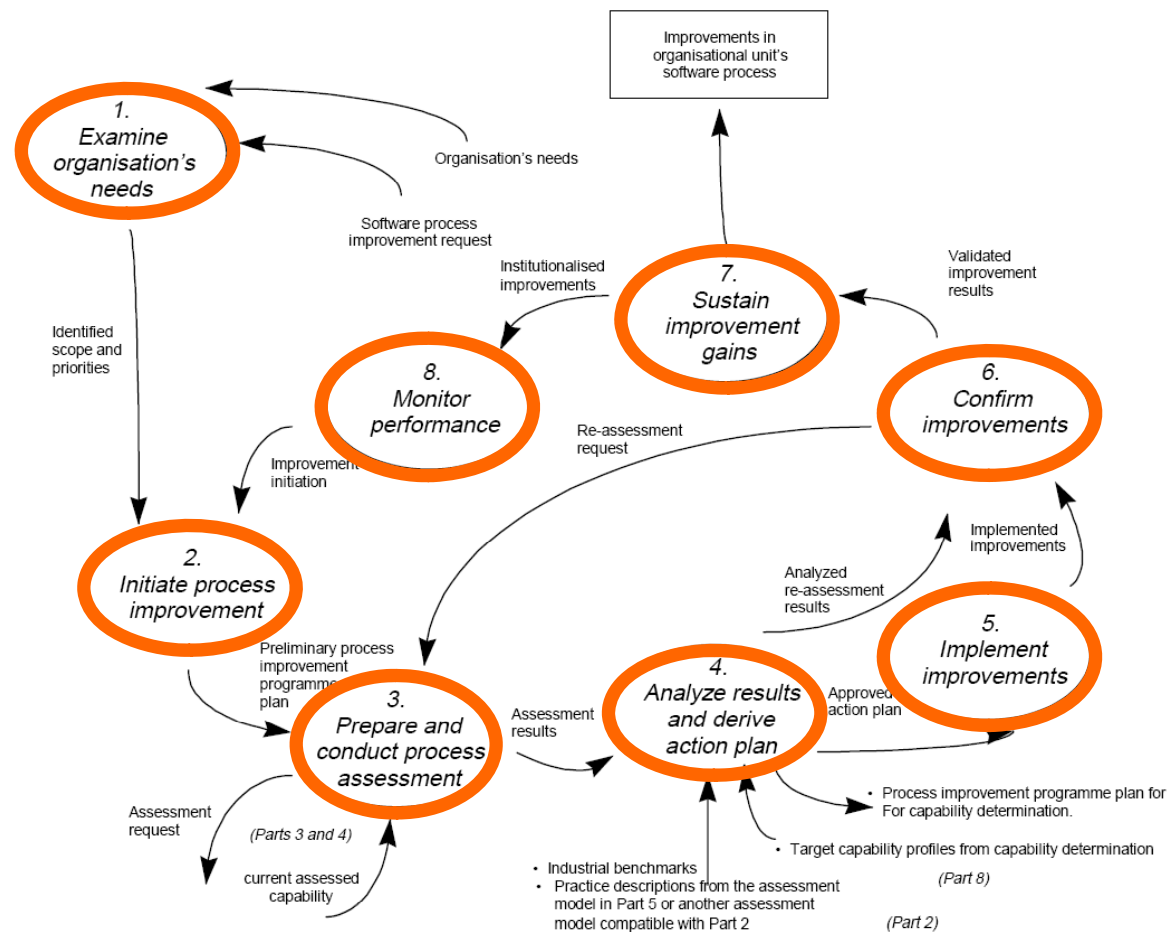 Improvements in
organisational unit's
software process
1.
Examine
organisation's
needs
Organisation's needs
Software process
improvement request
Institutionalised
improvements
7.
Sustain
improvement
gains
Validated
improvement
results
Identified
scope and
priorities
8.
Monitor
performance
6.
Confirm
improvements
Re-assessment
request
Improvement
initiation
2.
Initiate process
improvement
Implemented
improvements
Analyzed
re-assessment
results
5.
Implement
improvements
Preliminary process
improvement
programme
plan
3.
Prepare and
conduct process
assessment
Assessment
results
4.
Analyze results
and derive
action plan
Approved
action plan
Assessment
request
(Parts 3 and 4)
current assessed
capability
• Process improvement programme plan for
For capability determination.
• Target capability profiles from capability determination
(Part 8)
• Industrial benchmarks
• Practice descriptions from the assessment
model in Part 5 or another assessment
model compatible with Part 2
(Part 2)